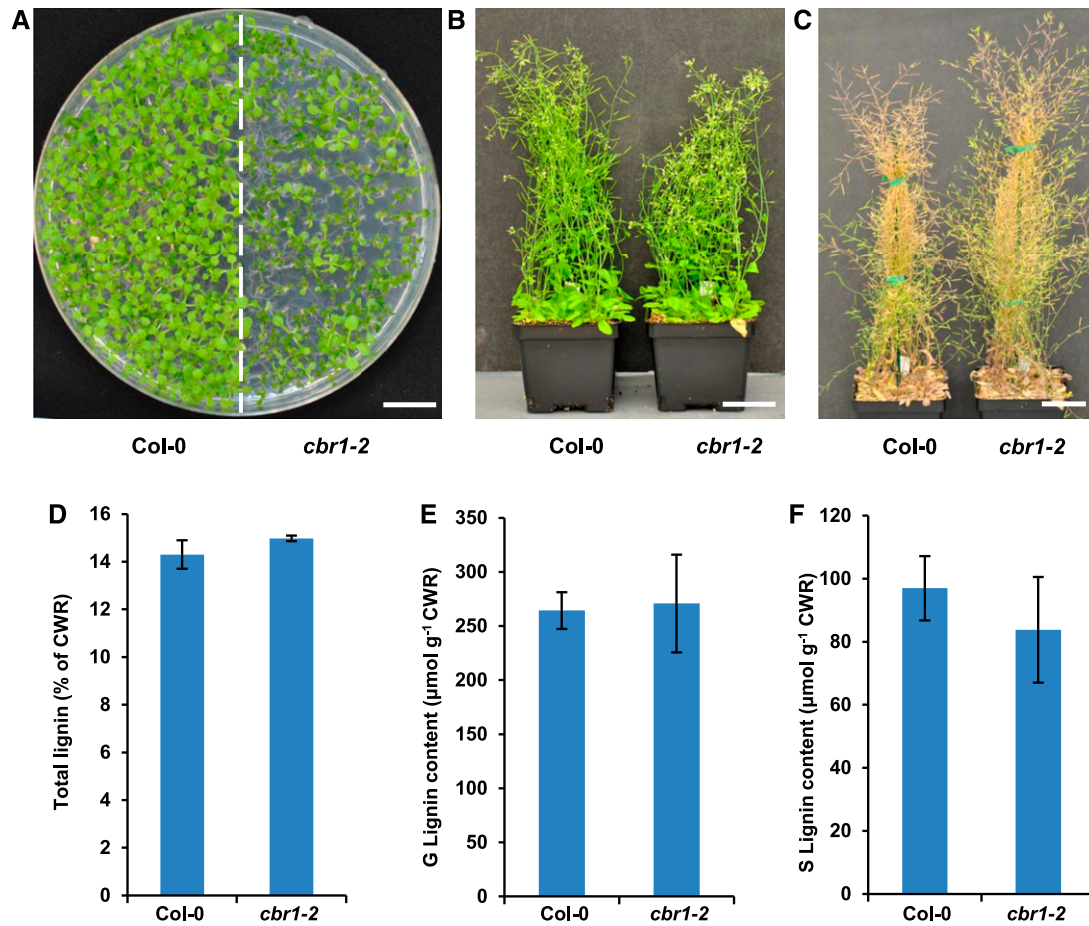 A
B
C
Col-0
cbr1-2
Col-0
cbr1-2
Col-0
cbr1-2
D
Total lignin (% of CWR)
16
14
12
10
8
6
4
2
0
Col-0
cbr1-2
E
G Lignin content (µmol g⁻¹ CWR)
350
300
250
200
150
100
50
0
Col-0
cbr1-2
F
S Lignin content (µmol g⁻¹ CWR)
120
100
80
60
40
20
0
Col-0
cbr1-2